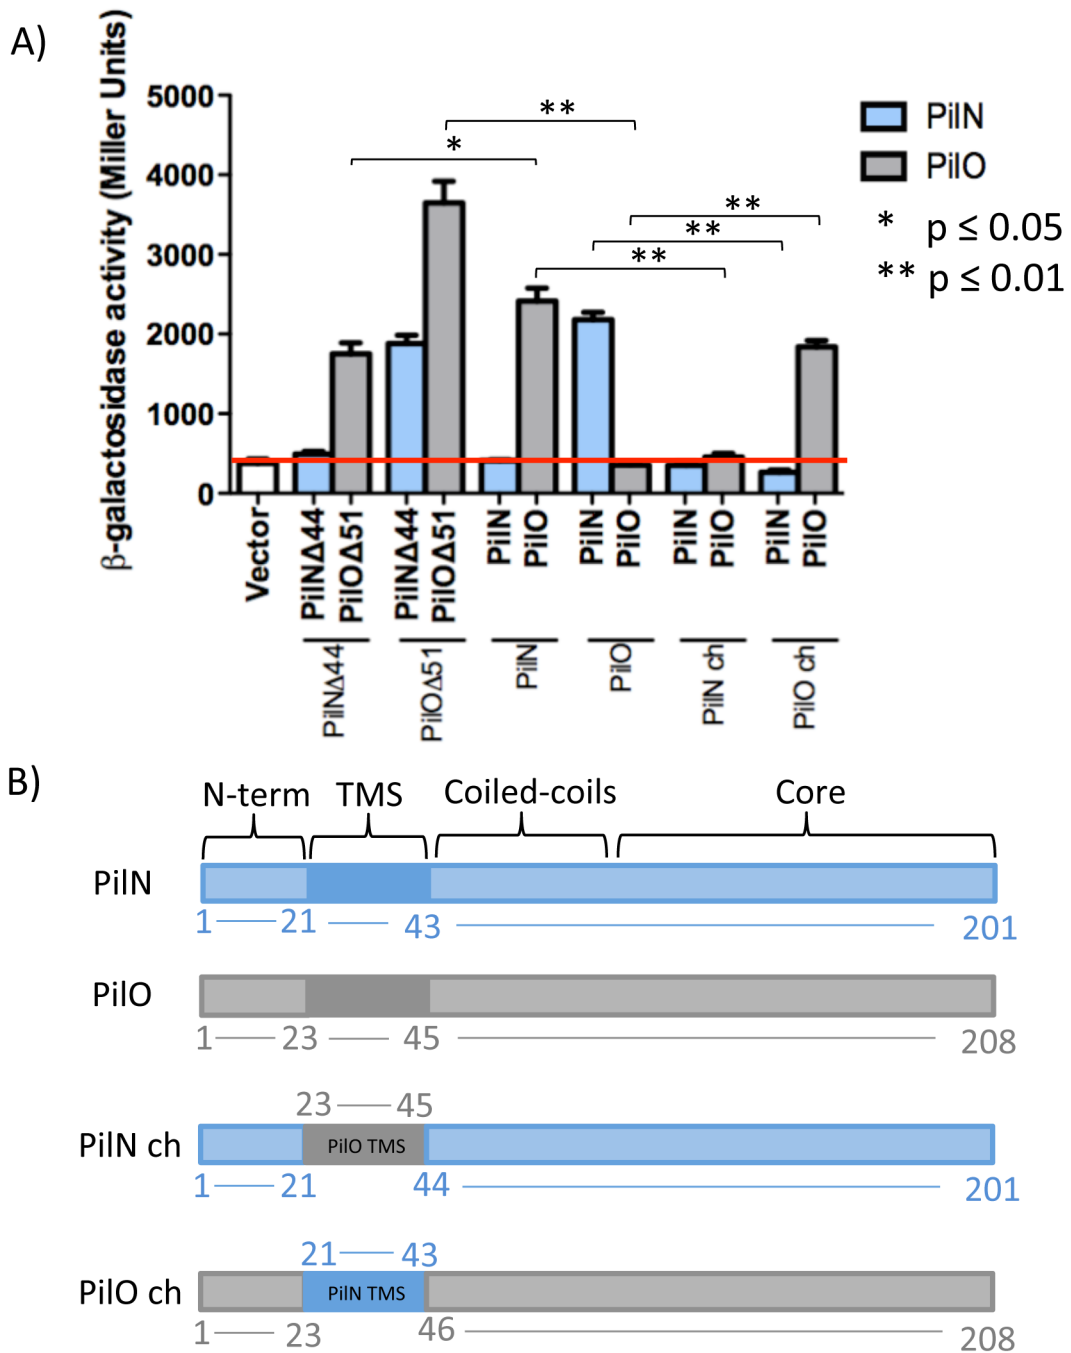 A)
β-galactosidase activity (Miller Units)
5000
4000
3000
2000
1000
0
**
*
**
**
**
PilN
PilO
* p ≤ 0.05
** p ≤ 0.01
Vector
PilNΔ44
PilOΔ51
PilNΔ44
PilOΔ51
PilN
PilO
PilN
PilO
PilN
PilO
PilN
PilO
PilNΔ44
PilOΔ51
PilN
PilO
PilN ch
PilO ch
B)
N-term TMS Coiled-coils Core
PilN
1 21 43 201
PilO
1 23 45 208
23 45
PilN ch PilO TMS
1 21 44 201
21 43
PilO ch PilN TMS
1 23 46 208